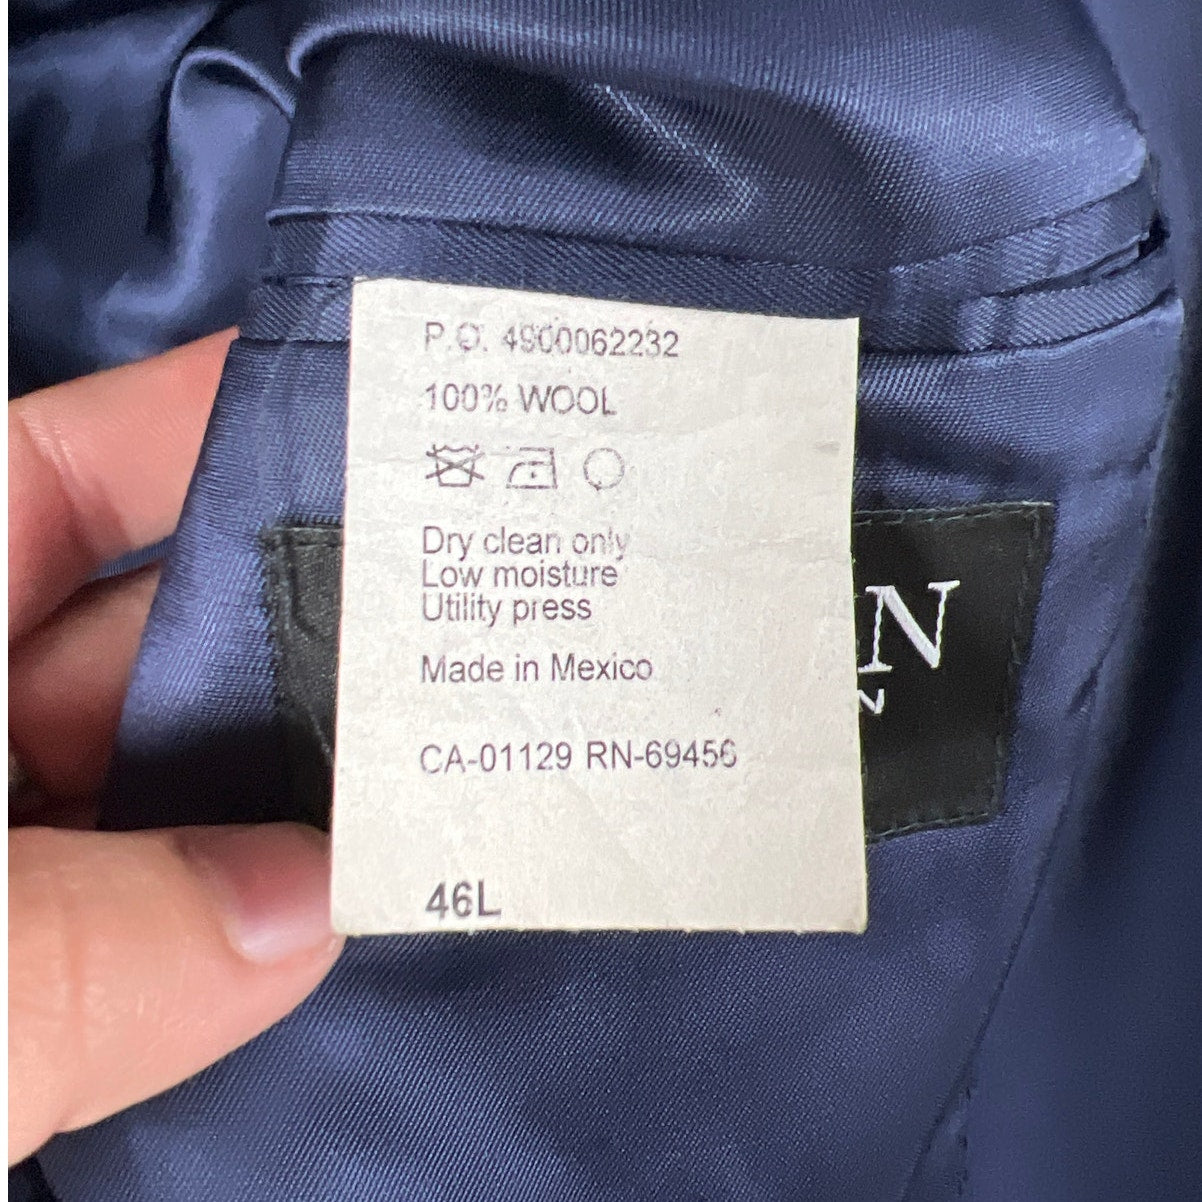 P.O. 4900062232
100% WOOL
Dry clean only
Low moisture
Utility press
Made in Mexico
CA-01129 RN-69456
46L
N
N